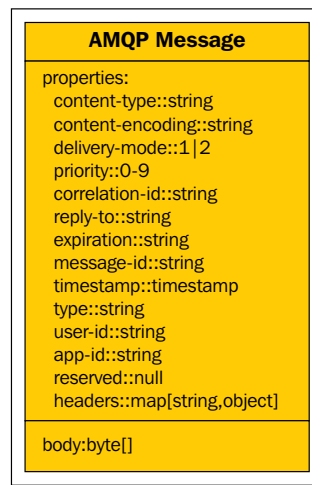 AMQP Message
properties:
content-type::string
content-encoding::string
delivery-mode::1|2
priority::0-9
correlation-id::string
reply-to::string
expiration::string
message-id::string
timestamp::timestamp
type::string
user-id::string
app-id::string
reserved::null
headers::map[string,object]
body:byte[]